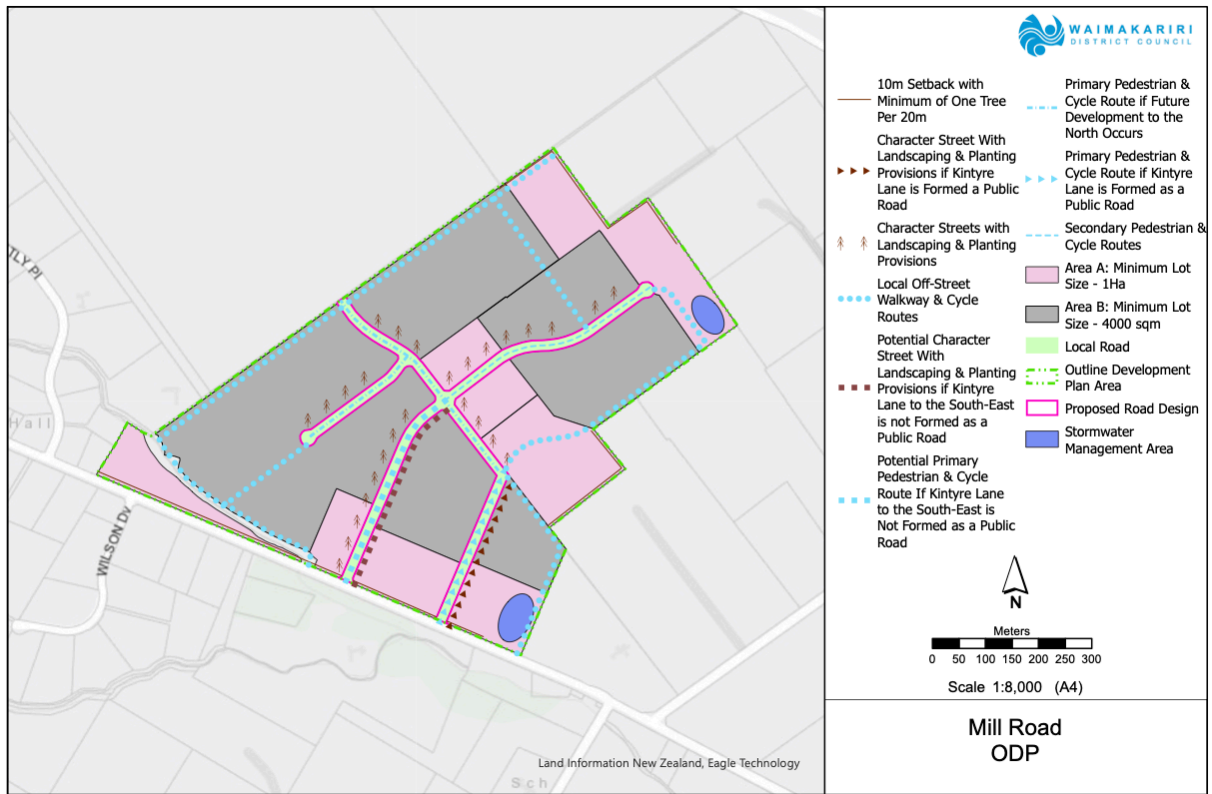 WAIMAKARIRI
DISTRICT COUNCIL
10m Setback with
Minimum of One Tree
Per 20m
Character Street With
Landscaping & Planting
Provisions if Kintyre
Lane is Formed a Public
Road
Character Streets with
Landscaping & Planting
Provisions
Local Off-Street
Walkway & Cycle
Routes
Potential Character
Street With
Landscaping & Planting
Provisions if Kintyre
Lane to the South-East
is not Formed as a
Public Road
Potential Primary
Pedestrian & Cycle
Route If Kintyre Lane
to the South-East is
Not Formed as a Public
Road
Primary Pedestrian &
Cycle Route if Future
Development to the
North Occurs
Primary Pedestrian &
Cycle Route if Kintyre
Lane is Formed as a
Public Road
Secondary Pedestrian &
Cycle Routes
Area A: Minimum Lot
Size - 1Ha
Area B: Minimum Lot
Size - 4000 sqm
Local Road
Outline Development
Plan Area
Proposed Road Design
Stormwater
Management Area
N
Meters
0 50 100 150 200 250 300
Scale 1:8,000 (A4)
Mill Road
ODP
TLY PI
Hall
WILSON Dv
Sch
Land Information New Zealand, Eagle Technology